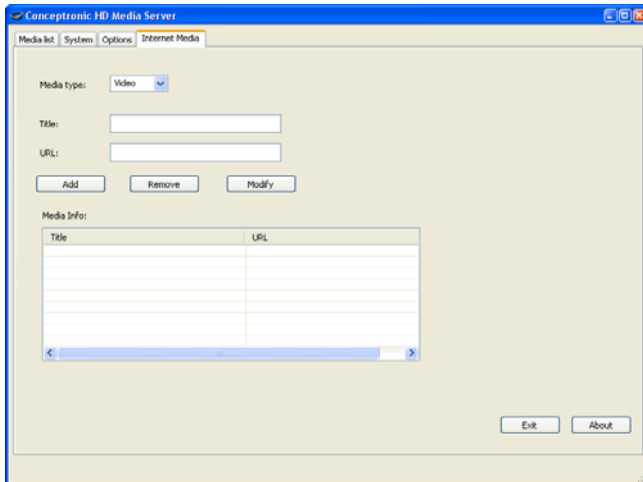 Conceptronic HD Media Server
Media list System Options Internet Media
Media type: Video
Title:
URL:
Add Remove Modify
Media Info:
Title URL
Exit About